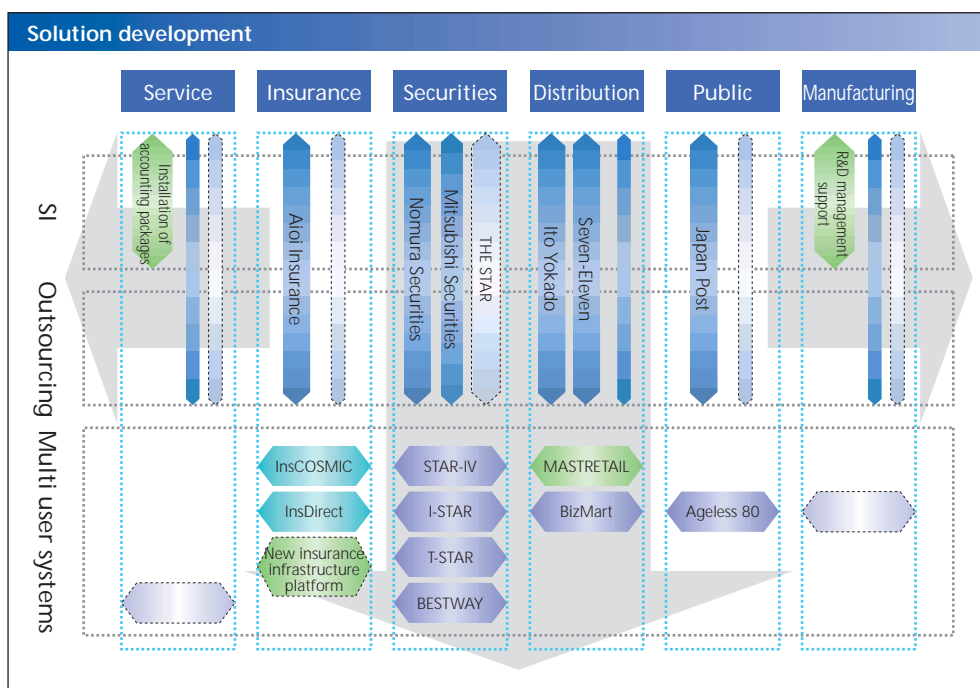 Solution development
Service
Insurance
Securities
Distribution
Public
Manufacturing
SI
Outsourcing
Multi user systems
Installation of
accounting packages
Aioi Insurance
Nomura Securities
Mitsubishi Securities
THE STAR
Ito Yokado
Seven-Eleven
Japan Post
R&D management
support
InsCOSMIC
STAR-IV
MASTRETAIL
InsDirect
I-STAR
BizMart
Ageless 80
New insurance
infrastructure
platform
T-STAR
BESTWAY